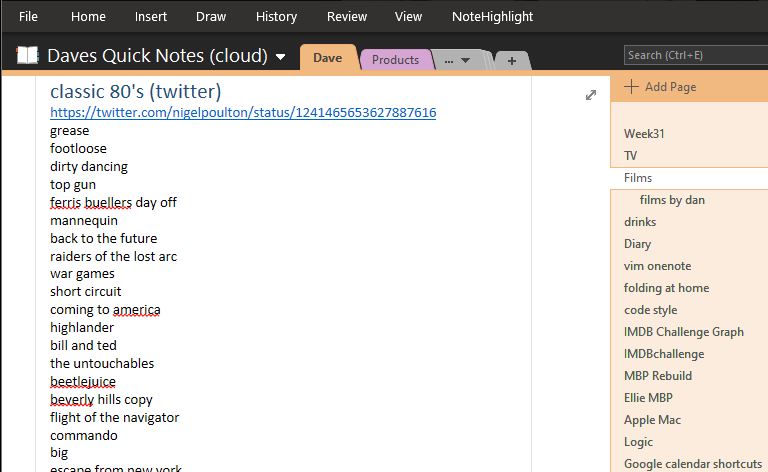 File Home Insert Draw History Review View NoteHighlight
Daves Quick Notes (cloud) Dave Products ... +
Search (Ctrl+E)
classic 80's (twitter)
https://twitter.com/nigelpoulton/status/1241465653627887616
grease
footloose
dirty dancing
top gun
ferris buellers day off
mannequin
back to the future
raiders of the lost arc
war games
short circuit
coming to america
highlander
bill and ted
the untouchables
beetlejuice
beverly hills copy
flight of the navigator
commando
big
escape from new york
Add Page
Week31
TV
Films
films by dan
drinks
Diary
vim onenote
folding at home
code style
IMDB Challenge Graph
IMDBchallenge
MBP Rebuild
Ellie MBP
Apple Mac
Logic
Google calendar shortcuts